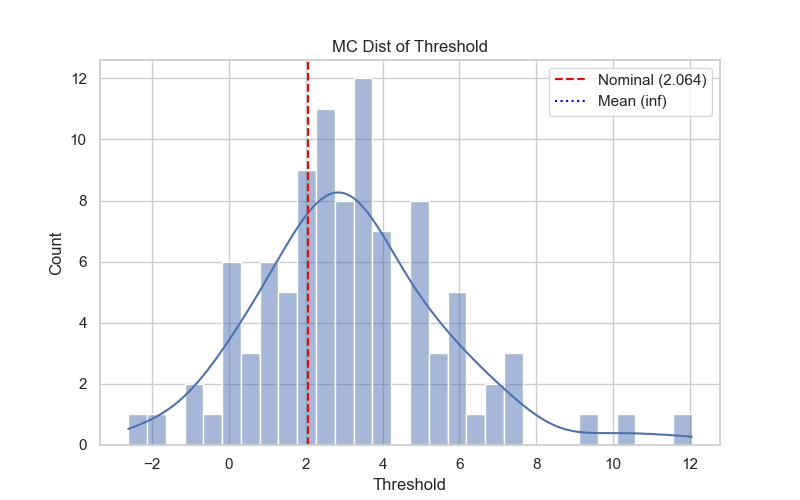 MC Dist of Threshold
Nominal (2.064)
Mean (inf)
Count
12
10
8
6
4
2
0
−2 0 2 4 6 8 10 12
Threshold